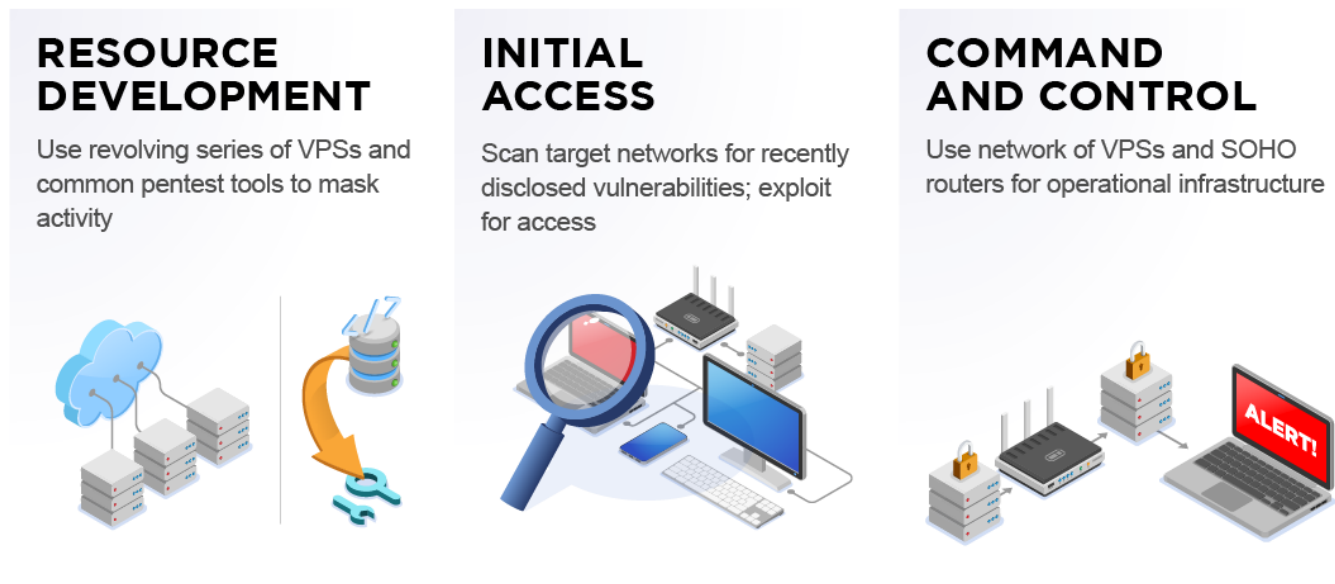 RESOURCE
DEVELOPMENT
Use revolving series of VPSs and
common pentest tools to mask
activity
</>
INITIAL
ACCESS
Scan target networks for recently
disclosed vulnerabilities; exploit
for access
COMMAND
AND CONTROL
Use network of VPSs and SOHO
routers for operational infrastructure
ALERT!